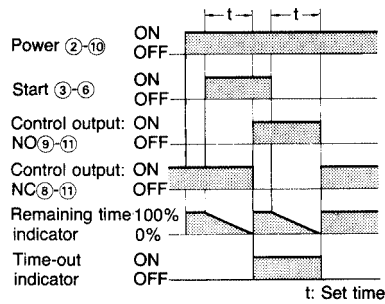 t t
Power ②-⑩ ON
OFF
Start ③-⑥ ON
OFF
Control output: ON
NO⑨-⑪ OFF
Control output: ON
NC⑧-⑪ OFF
Remaining time 100%
indicator 0%
Time-out ON
indicator OFF
t: Set time